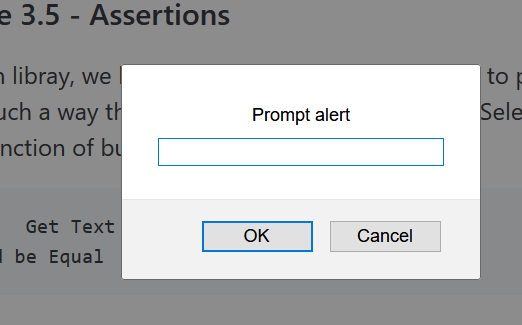 e 3.5 - Assertions
n libray, we
to p
uch a way th
Sele
nction of bu
Prompt alert
Get Text
d be Equal
OK
Cancel